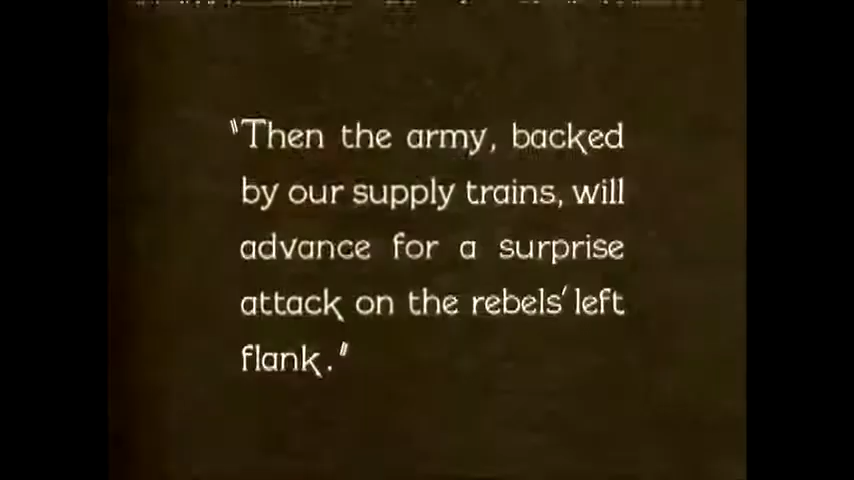 "Then the army, backed
by our supply trains, will
advance for a surprise
attack on the rebels' left
flank."